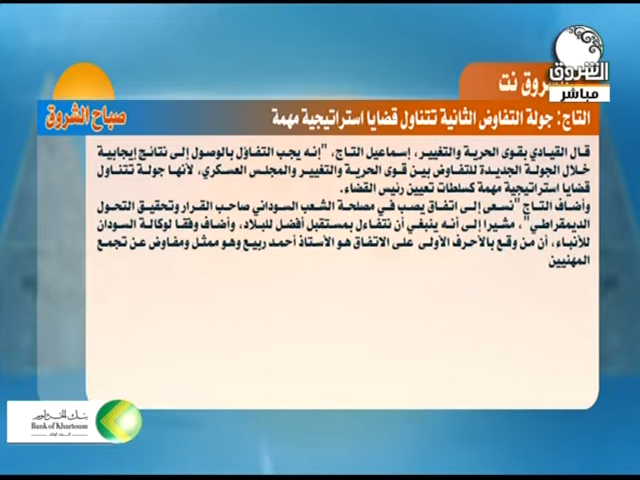 الشروق
مباشر
الشروق نت
صباح الشروق
التاج: جولة التفاوض الثانية تتناول قضايا استراتيجية مهمة
قال القيادي بقوى الحرية والتغيير، إسماعيل التاج، "إنه يجب التفاؤل بالوصول إلى نتائج إيجابية
خلال الجولة الجديدة للتفاوض بين قوى الحرية والتغيير والمجلس العسكري، لأنها جولة تتناول
قضايا استراتيجية مهمة كسلطات تعيين رئيس القضاء.
وأضاف التاج "نسعى إلى اتفاق يصب في مصلحة الشعب السوداني صاحب القرار وتحقيق التحول
الديمقراطي"، مشيرا إلى أنه ينبغي أن نتفاءل بمستقبل أفضل للبلاد، وأضاف وفقا لوكالة السودان
للأنباء، أن من وقع بالأحرف الأولى على الاتفاق هو الأستاذ أحمد ربيع وهو ممثل ومفاوض عن تجمع
المهنيين
بنك الخرطوم
Bank of Khartoum